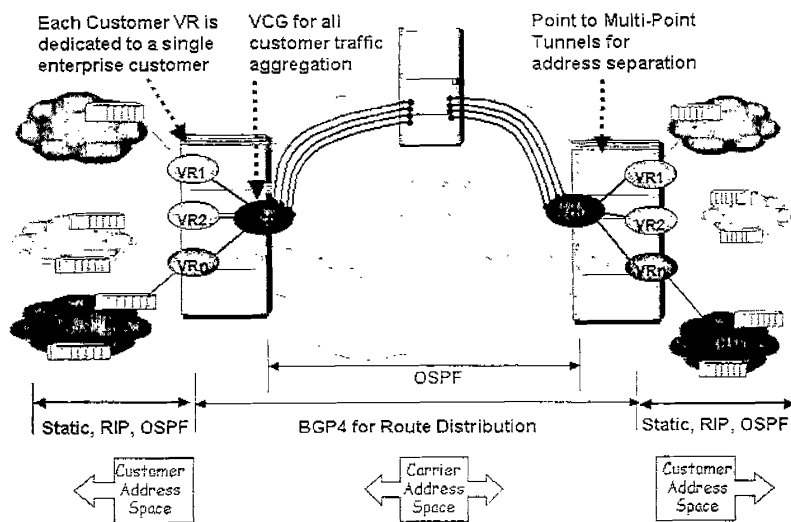 Each Customer VR is
dedicated to a single
enterprise customer
VCG for all
customer traffic
aggregation
Point to Multi-Point
Tunnels for
address separation
VR1
VR2
VRn
VR1
VR2
VRn
OSPF
Static, RIP, OSPF
BGP4 for Route Distribution
Static, RIP, OSPF
Customer
Address
Space
Carrier
Address
Space
Customer
Address
Space